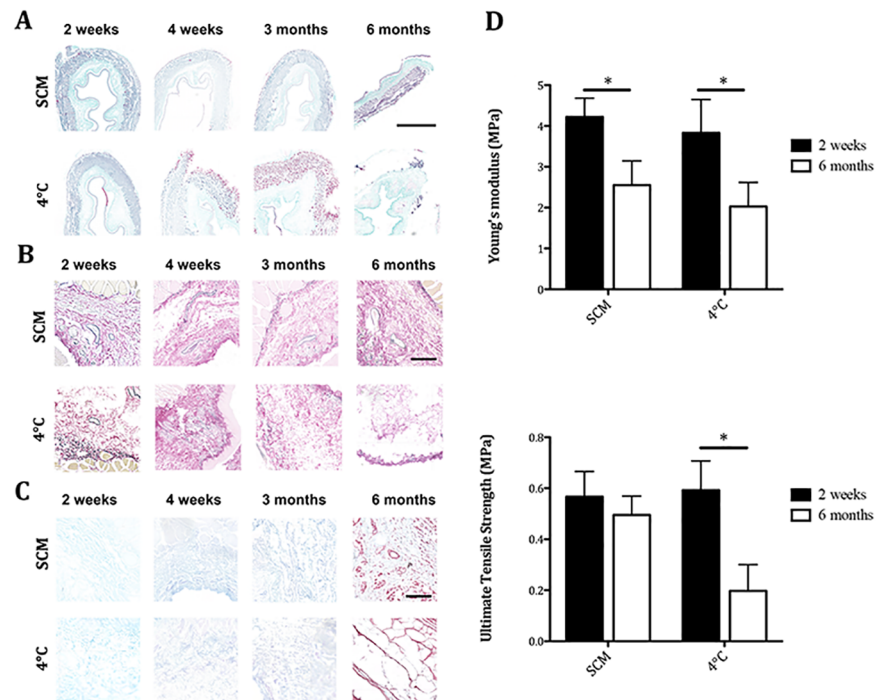 A
2 weeks 4 weeks 3 months 6 months
SCM
4°C
B
2 weeks 4 weeks 3 months 6 months
SCM
4°C
C
2 weeks 4 weeks 3 months 6 months
SCM
4°C
D
Young's modulus (MPa)
5
4
3
2
1
0
*
*
SCM 4°C
2 weeks
6 months
Ultimate Tensile Strength (MPa)
0.8
0.6
0.4
0.2
0.0
*
SCM 4°C
2 weeks
6 months